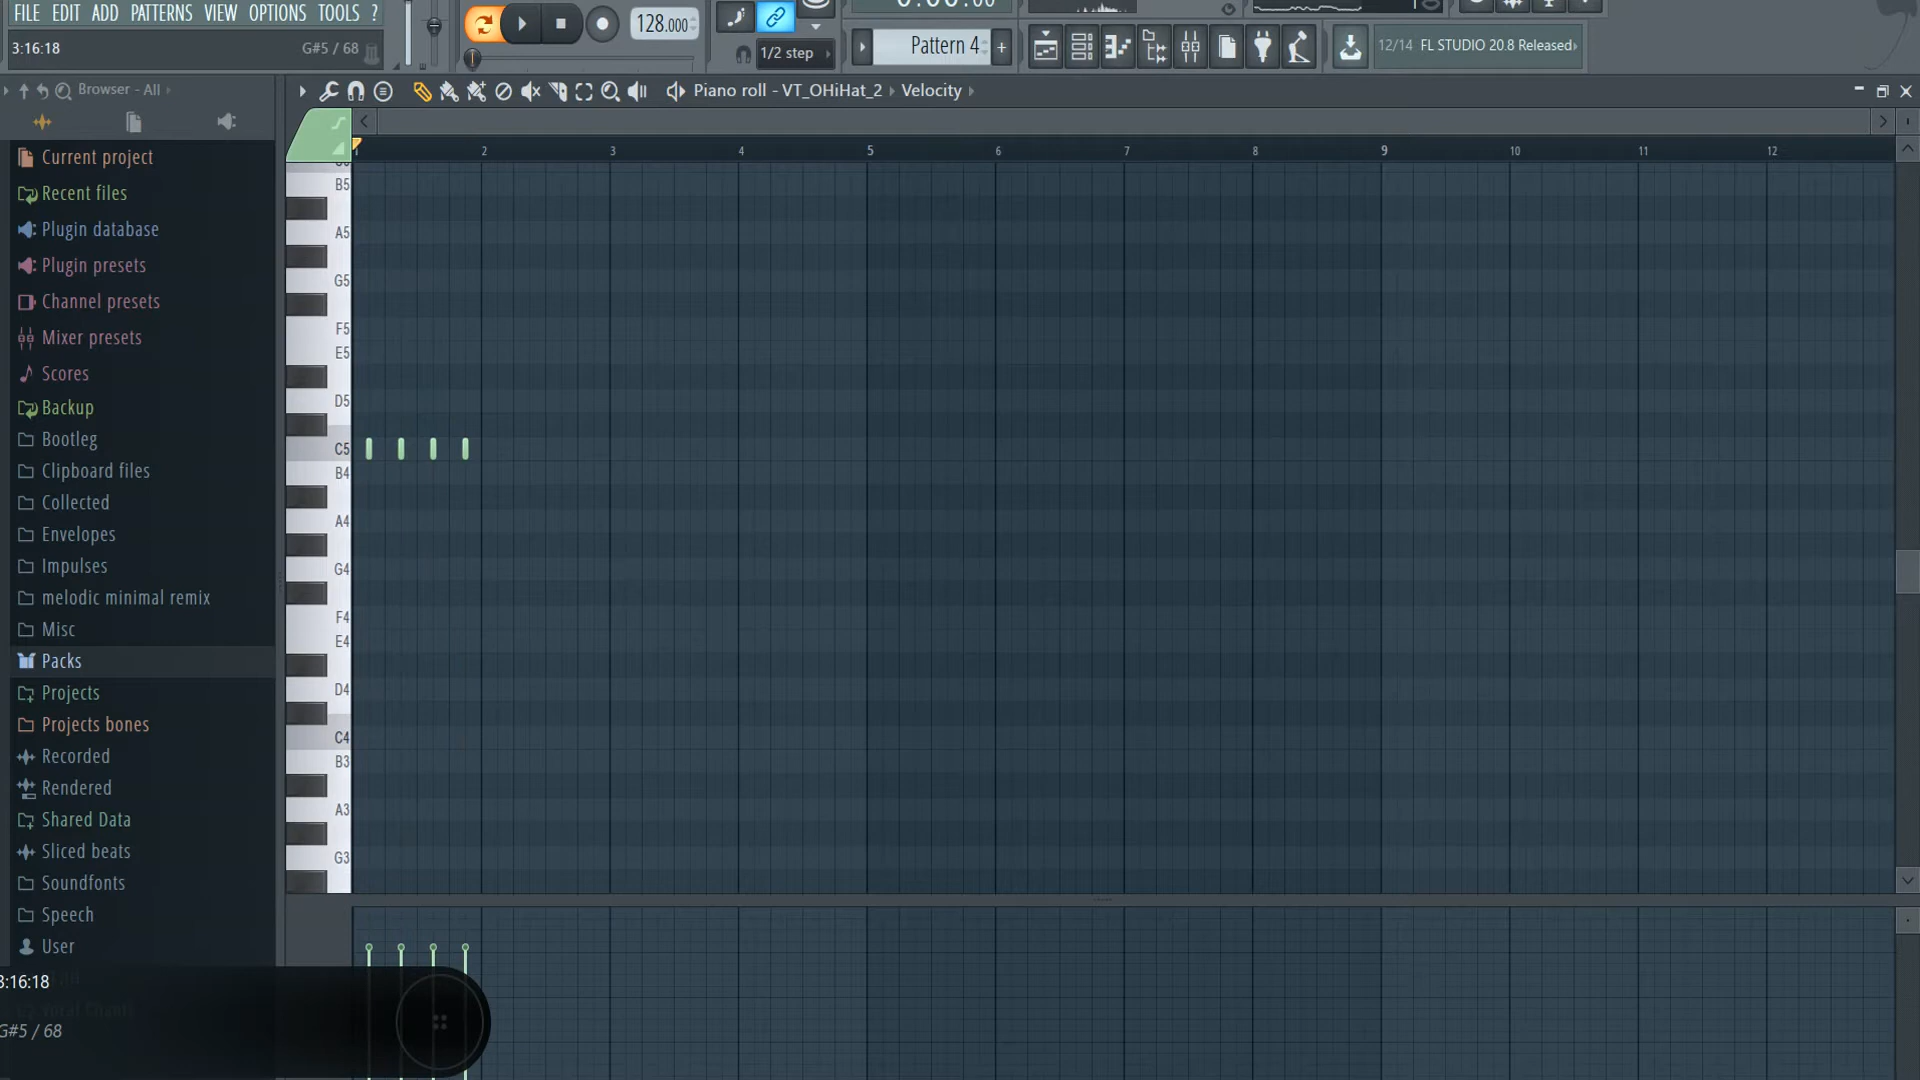 FILE EDIT ADD PATTERNS VIEW OPTIONS TOOLS ?
3:16:18 G#5 / 68
128.000
1/2 step
Pattern 4
12/14 FL STUDIO 20.8 Released
Browser - All
Piano roll - VT_OHiHat_2 Velocity
1 2 3 4 5 6 7 8 9 10 11 12
Current project
Recent files
Plugin database
Plugin presets
Channel presets
Mixer presets
Scores
Backup
Bootleg
Clipboard files
Collected
Envelopes
Impulses
melodic minimal remix
Misc
Packs
Projects
Projects bones
Recorded
Rendered
Shared Data
Sliced beats
Soundfonts
Speech
User
Vocal Chants
B5
A5
G5
F5
E5
D5
C5
B4
A4
G4
F4
E4
D4
C4
B3
A3
G3
3:16:18
G#5 / 68